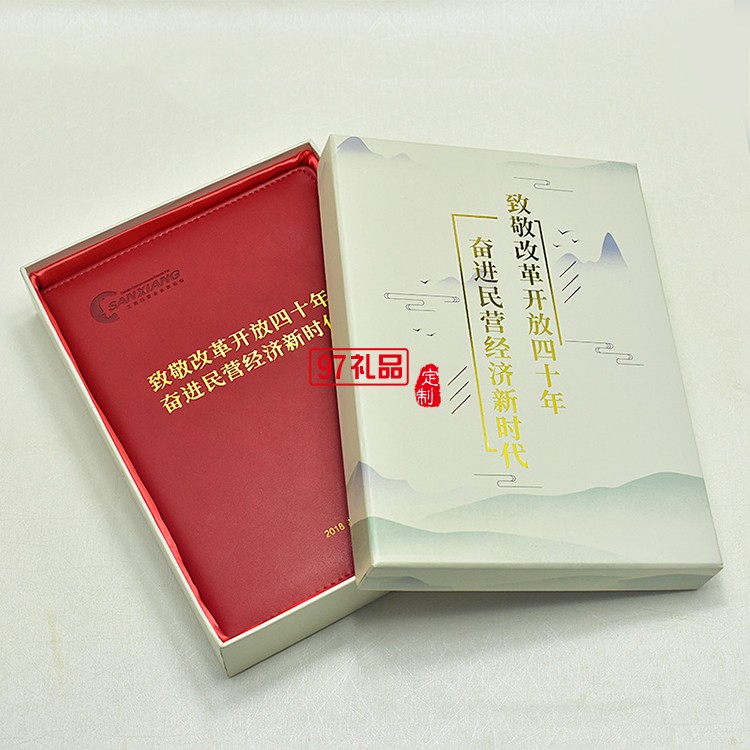 SANXIANG
致敬改革开放四十年
奋进民营经济新时代
2018
97礼品
定制
致敬改革开放四十年
奋进民营经济新时代